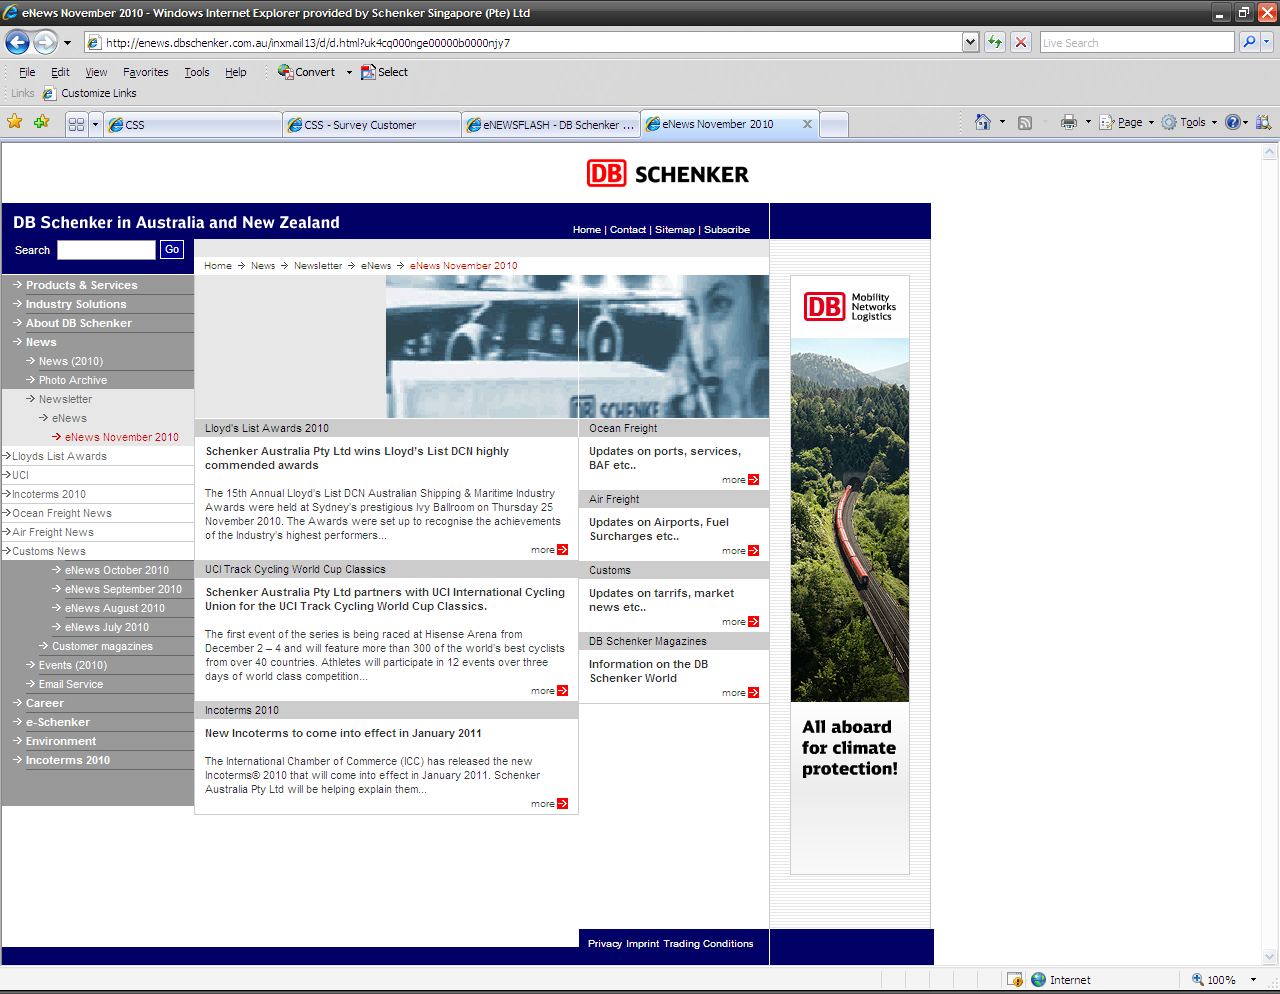 eNews November 2010 - Windows Internet Explorer provided by Schenker Singapore (Pte) Ltd
http://enews.dbschenker.com.au/inxmail13/d/d.html?uk4cq000nge00000b0000njy7
Live Search
File Edit View Favorites Tools Help Convert Select
Links Customize Links
CSS
CSS - Survey Customer
eNEWSFLASH - DB Schenker ...
eNews November 2010
Page Tools
DB SCHENKER
DB Schenker in Australia and New Zealand
Home | Contact | Sitemap | Subscribe
Search Go
Home → News → Newsletter → eNews → eNews November 2010
→ Products & Services
→ Industry Solutions
→ About DB Schenker
→ News
→ News (2010)
→ Photo Archive
→ Newsletter
→ eNews
→ eNews November 2010
→Lloyds List Awards
→UCI
→Incoterms 2010
→Ocean Freight News
→Air Freight News
→Customs News
→ eNews October 2010
→ eNews September 2010
→ eNews August 2010
→ eNews July 2010
→ Customer magazines
→ Events (2010)
→ Email Service
→ Career
→ e-Schenker
→ Environment
→ Incoterms 2010
DB SCHENKE
Lloyd's List Awards 2010
Schenker Australia Pty Ltd wins Lloyd's List DCN highly
commended awards
The 15th Annual Lloyd's List DCN Australian Shipping & Maritime Industry
Awards were held at Sydney's prestigious Ivy Ballroom on Thursday 25
November 2010. The Awards were set up to recognise the achievements
of the Industry's highest performers...
more
UCI Track Cycling World Cup Classics
Schenker Australia Pty Ltd partners with UCI International Cycling
Union for the UCI Track Cycling World Cup Classics.
The first event of the series is being raced at Hisense Arena from
December 2 – 4 and will feature more than 300 of the world's best cyclists
from over 40 countries. Athletes will participate in 12 events over three
days of world class competition...
more
Incoterms 2010
New Incoterms to come into effect in January 2011
The International Chamber of Commerce (ICC) has released the new
Incoterms® 2010 that will come into effect in January 2011. Schenker
Australia Pty Ltd will be helping explain them...
more
Ocean Freight
Updates on ports, services,
BAF etc..
more
Air Freight
Updates on Airports, Fuel
Surcharges etc..
more
Customs
Updates on tarrifs, market
news etc..
more
DB Schenker Magazines
Information on the DB
Schenker World
more
DB Mobility
Networks
Logistics
All aboard
for climate
protection!
Privacy Imprint Trading Conditions
Internet
100%